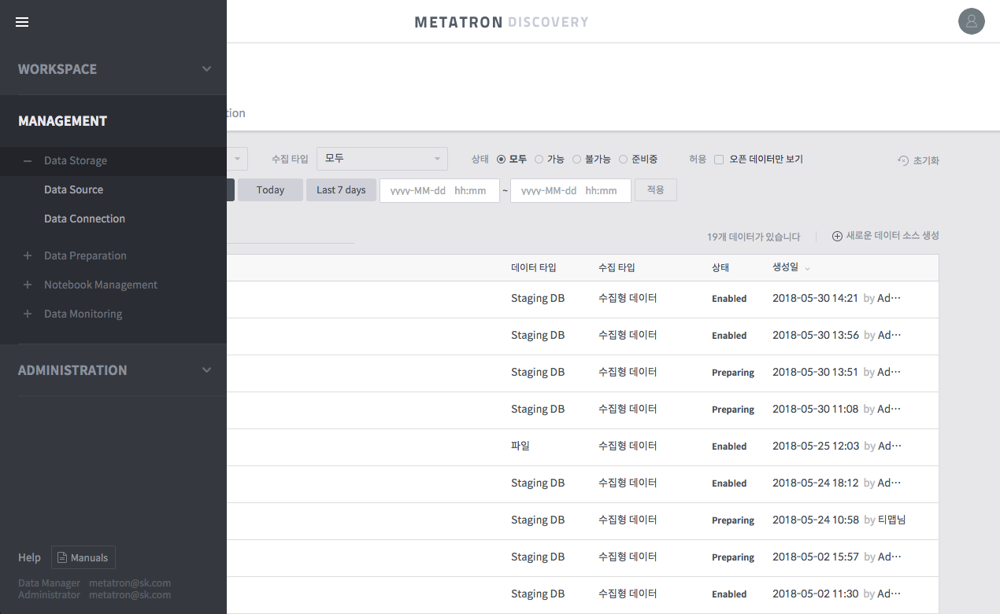 METATRON DISCOVERY
WORKSPACE
MANAGEMENT
Data Storage
Data Source
Data Connection
Data Preparation
Notebook Management
Data Monitoring
ADMINISTRATION
Help Manuals
Data Manager metatron@sk.com
Administrator metatron@sk.com
tion
수집 타입 모두 상태 모두 가능 불가능 준비중 허용 오픈 데이터만 보기 초기화
Today Last 7 days yyyy-MM-dd hh:mm ~ yyyy-MM-dd hh:mm 적용
19개 데이터가 있습니다 새로운 데이터 소스 생성
데이터 타입 수집 타입 상태 생성일
Staging DB 수집형 데이터 Enabled 2018-05-30 14:21 by Ad···
Staging DB 수집형 데이터 Enabled 2018-05-30 13:56 by Ad···
Staging DB 수집형 데이터 Preparing 2018-05-30 13:51 by Ad···
Staging DB 수집형 데이터 Preparing 2018-05-30 11:08 by Ad···
파일 수집형 데이터 Enabled 2018-05-25 12:03 by Ad···
Staging DB 수집형 데이터 Enabled 2018-05-24 18:12 by Ad···
Staging DB 수집형 데이터 Preparing 2018-05-24 10:58 by 티맵님
Staging DB 수집형 데이터 Preparing 2018-05-02 15:57 by Ad···
Staging DB 수집형 데이터 Enabled 2018-05-02 11:30 by Ad···